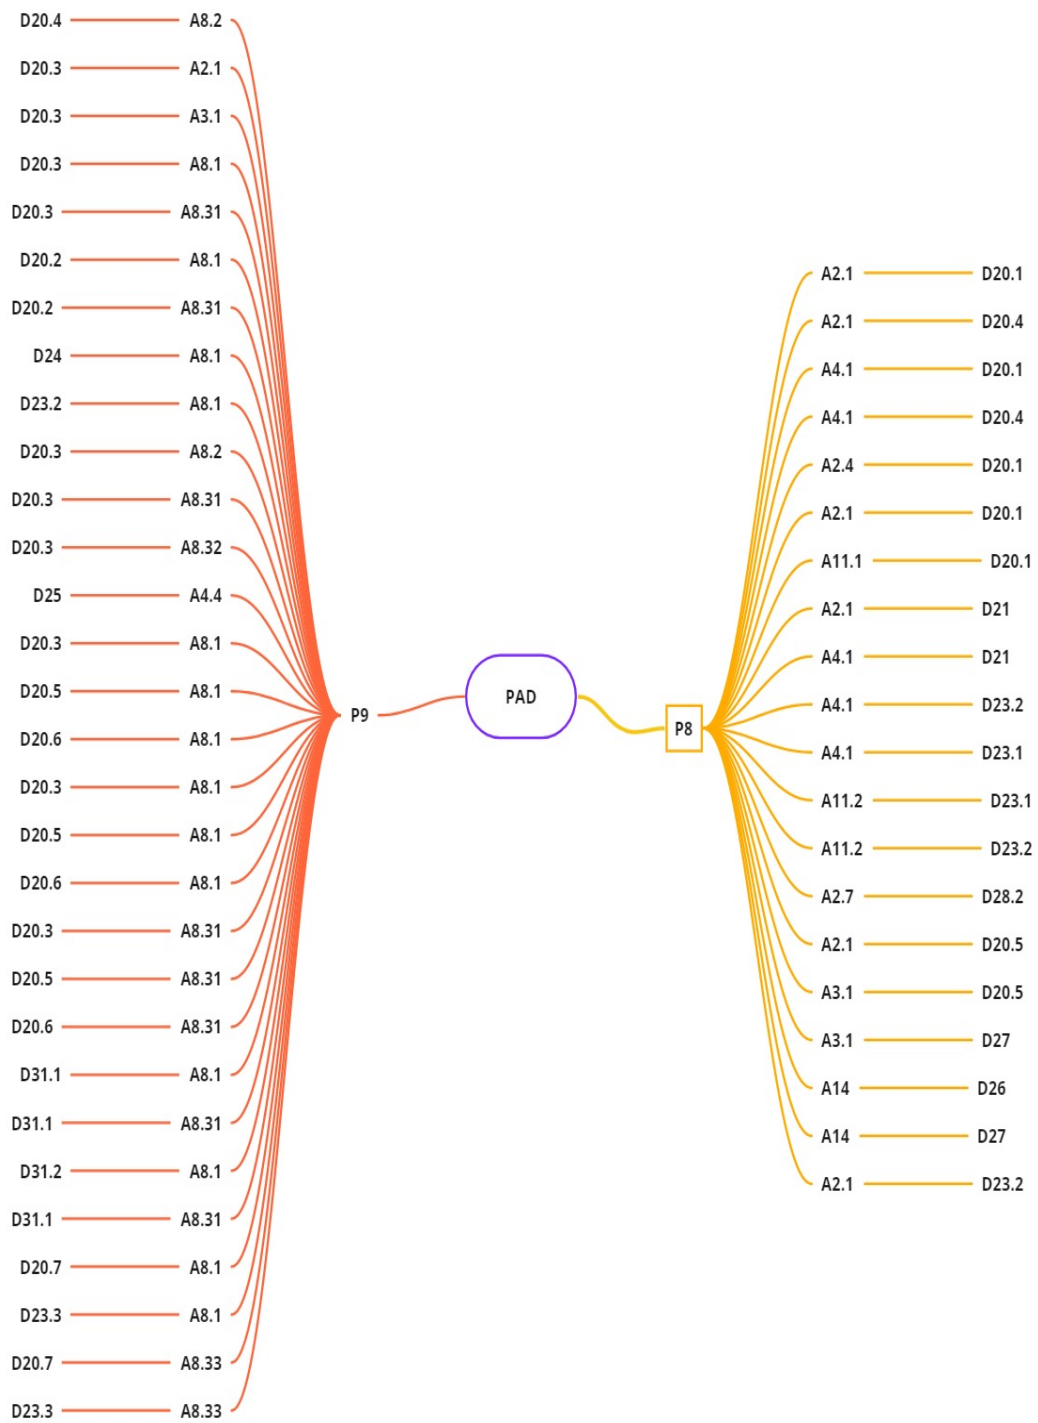 D20.4 A8.2
D20.3 A2.1
D20.3 A3.1
D20.3 A8.1
D20.3 A8.31
D20.2 A8.1
D20.2 A8.31
D24 A8.1
D23.2 A8.1
D20.3 A8.2
D20.3 A8.31
D20.3 A8.32
D25 A4.4
D20.3 A8.1
D20.5 A8.1
D20.6 A8.1
D20.3 A8.1
D20.5 A8.1
D20.6 A8.1
D20.3 A8.31
D20.5 A8.31
D20.6 A8.31
D31.1 A8.1
D31.1 A8.31
D31.2 A8.1
D31.1 A8.31
D20.7 A8.1
D23.3 A8.1
D20.7 A8.33
D23.3 A8.33
P9
PAD
P8
A2.1 D20.1
A2.1 D20.4
A4.1 D20.1
A4.1 D20.4
A2.4 D20.1
A2.1 D20.1
A11.1 D20.1
A2.1 D21
A4.1 D21
A4.1 D23.2
A4.1 D23.1
A11.2 D23.1
A11.2 D23.2
A2.7 D28.2
A2.1 D20.5
A3.1 D20.5
A3.1 D27
A14 D26
A14 D27
A2.1 D23.2